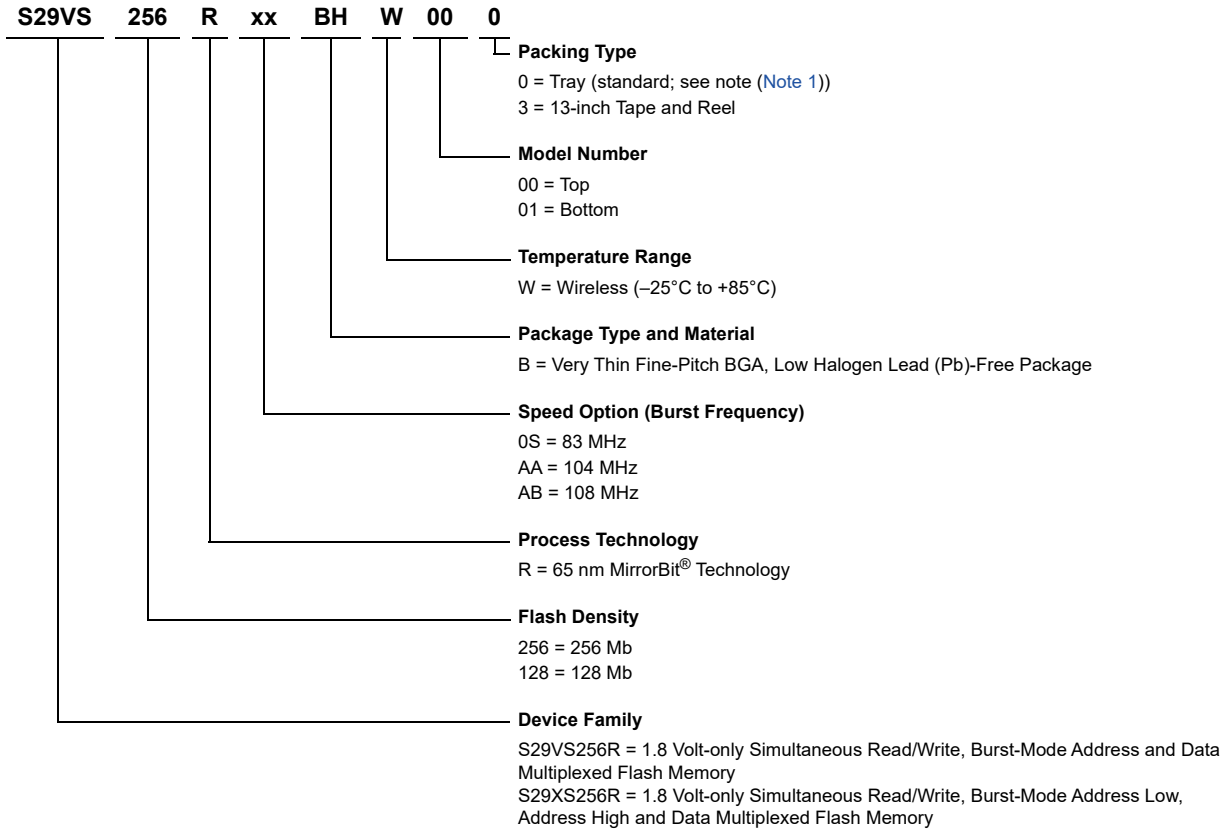 S29VS 256 R xx BH W 00 0
Packing Type
0 = Tray (standard; see note (Note 1))
3 = 13-inch Tape and Reel
Model Number
00 = Top
01 = Bottom
Temperature Range
W = Wireless (–25°C to +85°C)
Package Type and Material
B = Very Thin Fine-Pitch BGA, Low Halogen Lead (Pb)-Free Package
Speed Option (Burst Frequency)
0S = 83 MHz
AA = 104 MHz
AB = 108 MHz
Process Technology
R = 65 nm MirrorBit® Technology
Flash Density
256 = 256 Mb
128 = 128 Mb
Device Family
S29VS256R = 1.8 Volt-only Simultaneous Read/Write, Burst-Mode Address and Data
Multiplexed Flash Memory
S29XS256R = 1.8 Volt-only Simultaneous Read/Write, Burst-Mode Address Low,
Address High and Data Multiplexed Flash Memory